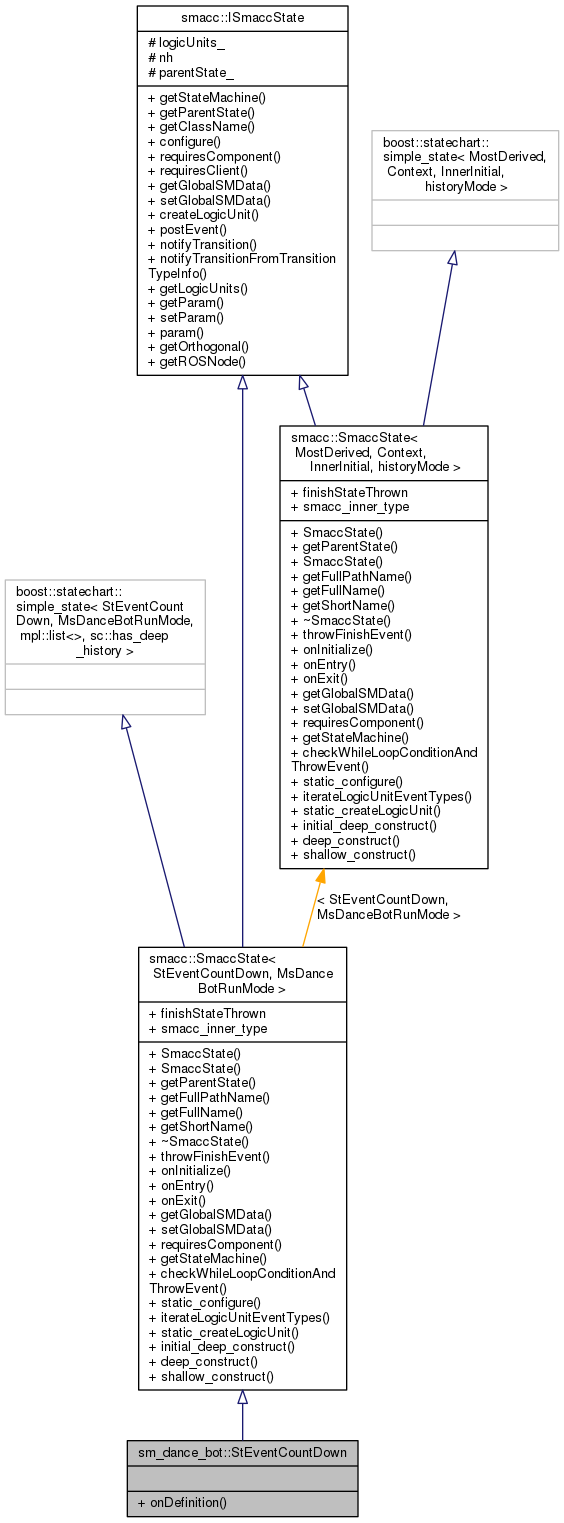 smacc::ISmaccState
# logicUnits_
# nh
# parentState_
+ getStateMachine()
+ getParentState()
+ getClassName()
+ configure()
+ requiresComponent()
+ requiresClient()
+ getGlobalSMData()
+ setGlobalSMData()
+ createLogicUnit()
+ postEvent()
+ notifyTransition()
+ notifyTransitionFromTransition
TypeInfo()
+ getLogicUnits()
+ getParam()
+ setParam()
+ param()
+ getOrthogonal()
+ getROSNode()
boost::statechart::
simple_state< MostDerived,
Context, InnerInitial,
historyMode >
smacc::SmaccState<
MostDerived, Context,
InnerInitial, historyMode >
+ finishStateThrown
+ smacc_inner_type
+ SmaccState()
+ getParentState()
+ SmaccState()
+ getFullPathName()
+ getFullName()
+ getShortName()
+ ~SmaccState()
+ throwFinishEvent()
+ onInitialize()
+ onEntry()
+ onExit()
+ getGlobalSMData()
+ setGlobalSMData()
+ requiresComponent()
+ getStateMachine()
+ checkWhileLoopConditionAnd
ThrowEvent()
+ static_configure()
+ iterateLogicUnitEventTypes()
+ static_createLogicUnit()
+ initial_deep_construct()
+ deep_construct()
+ shallow_construct()
boost::statechart::
simple_state< StEventCount
Down, MsDanceBotRunMode,
mpl::list<>, sc::has_deep
_history >
< StEventCountDown,
MsDanceBotRunMode >
smacc::SmaccState<
StEventCountDown, MsDance
BotRunMode >
+ finishStateThrown
+ smacc_inner_type
+ SmaccState()
+ SmaccState()
+ getParentState()
+ getFullPathName()
+ getFullName()
+ getShortName()
+ ~SmaccState()
+ throwFinishEvent()
+ onInitialize()
+ onEntry()
+ onExit()
+ getGlobalSMData()
+ setGlobalSMData()
+ requiresComponent()
+ getStateMachine()
+ checkWhileLoopConditionAnd
ThrowEvent()
+ static_configure()
+ iterateLogicUnitEventTypes()
+ static_createLogicUnit()
+ initial_deep_construct()
+ deep_construct()
+ shallow_construct()
sm_dance_bot::StEventCountDown
+ onDefinition()